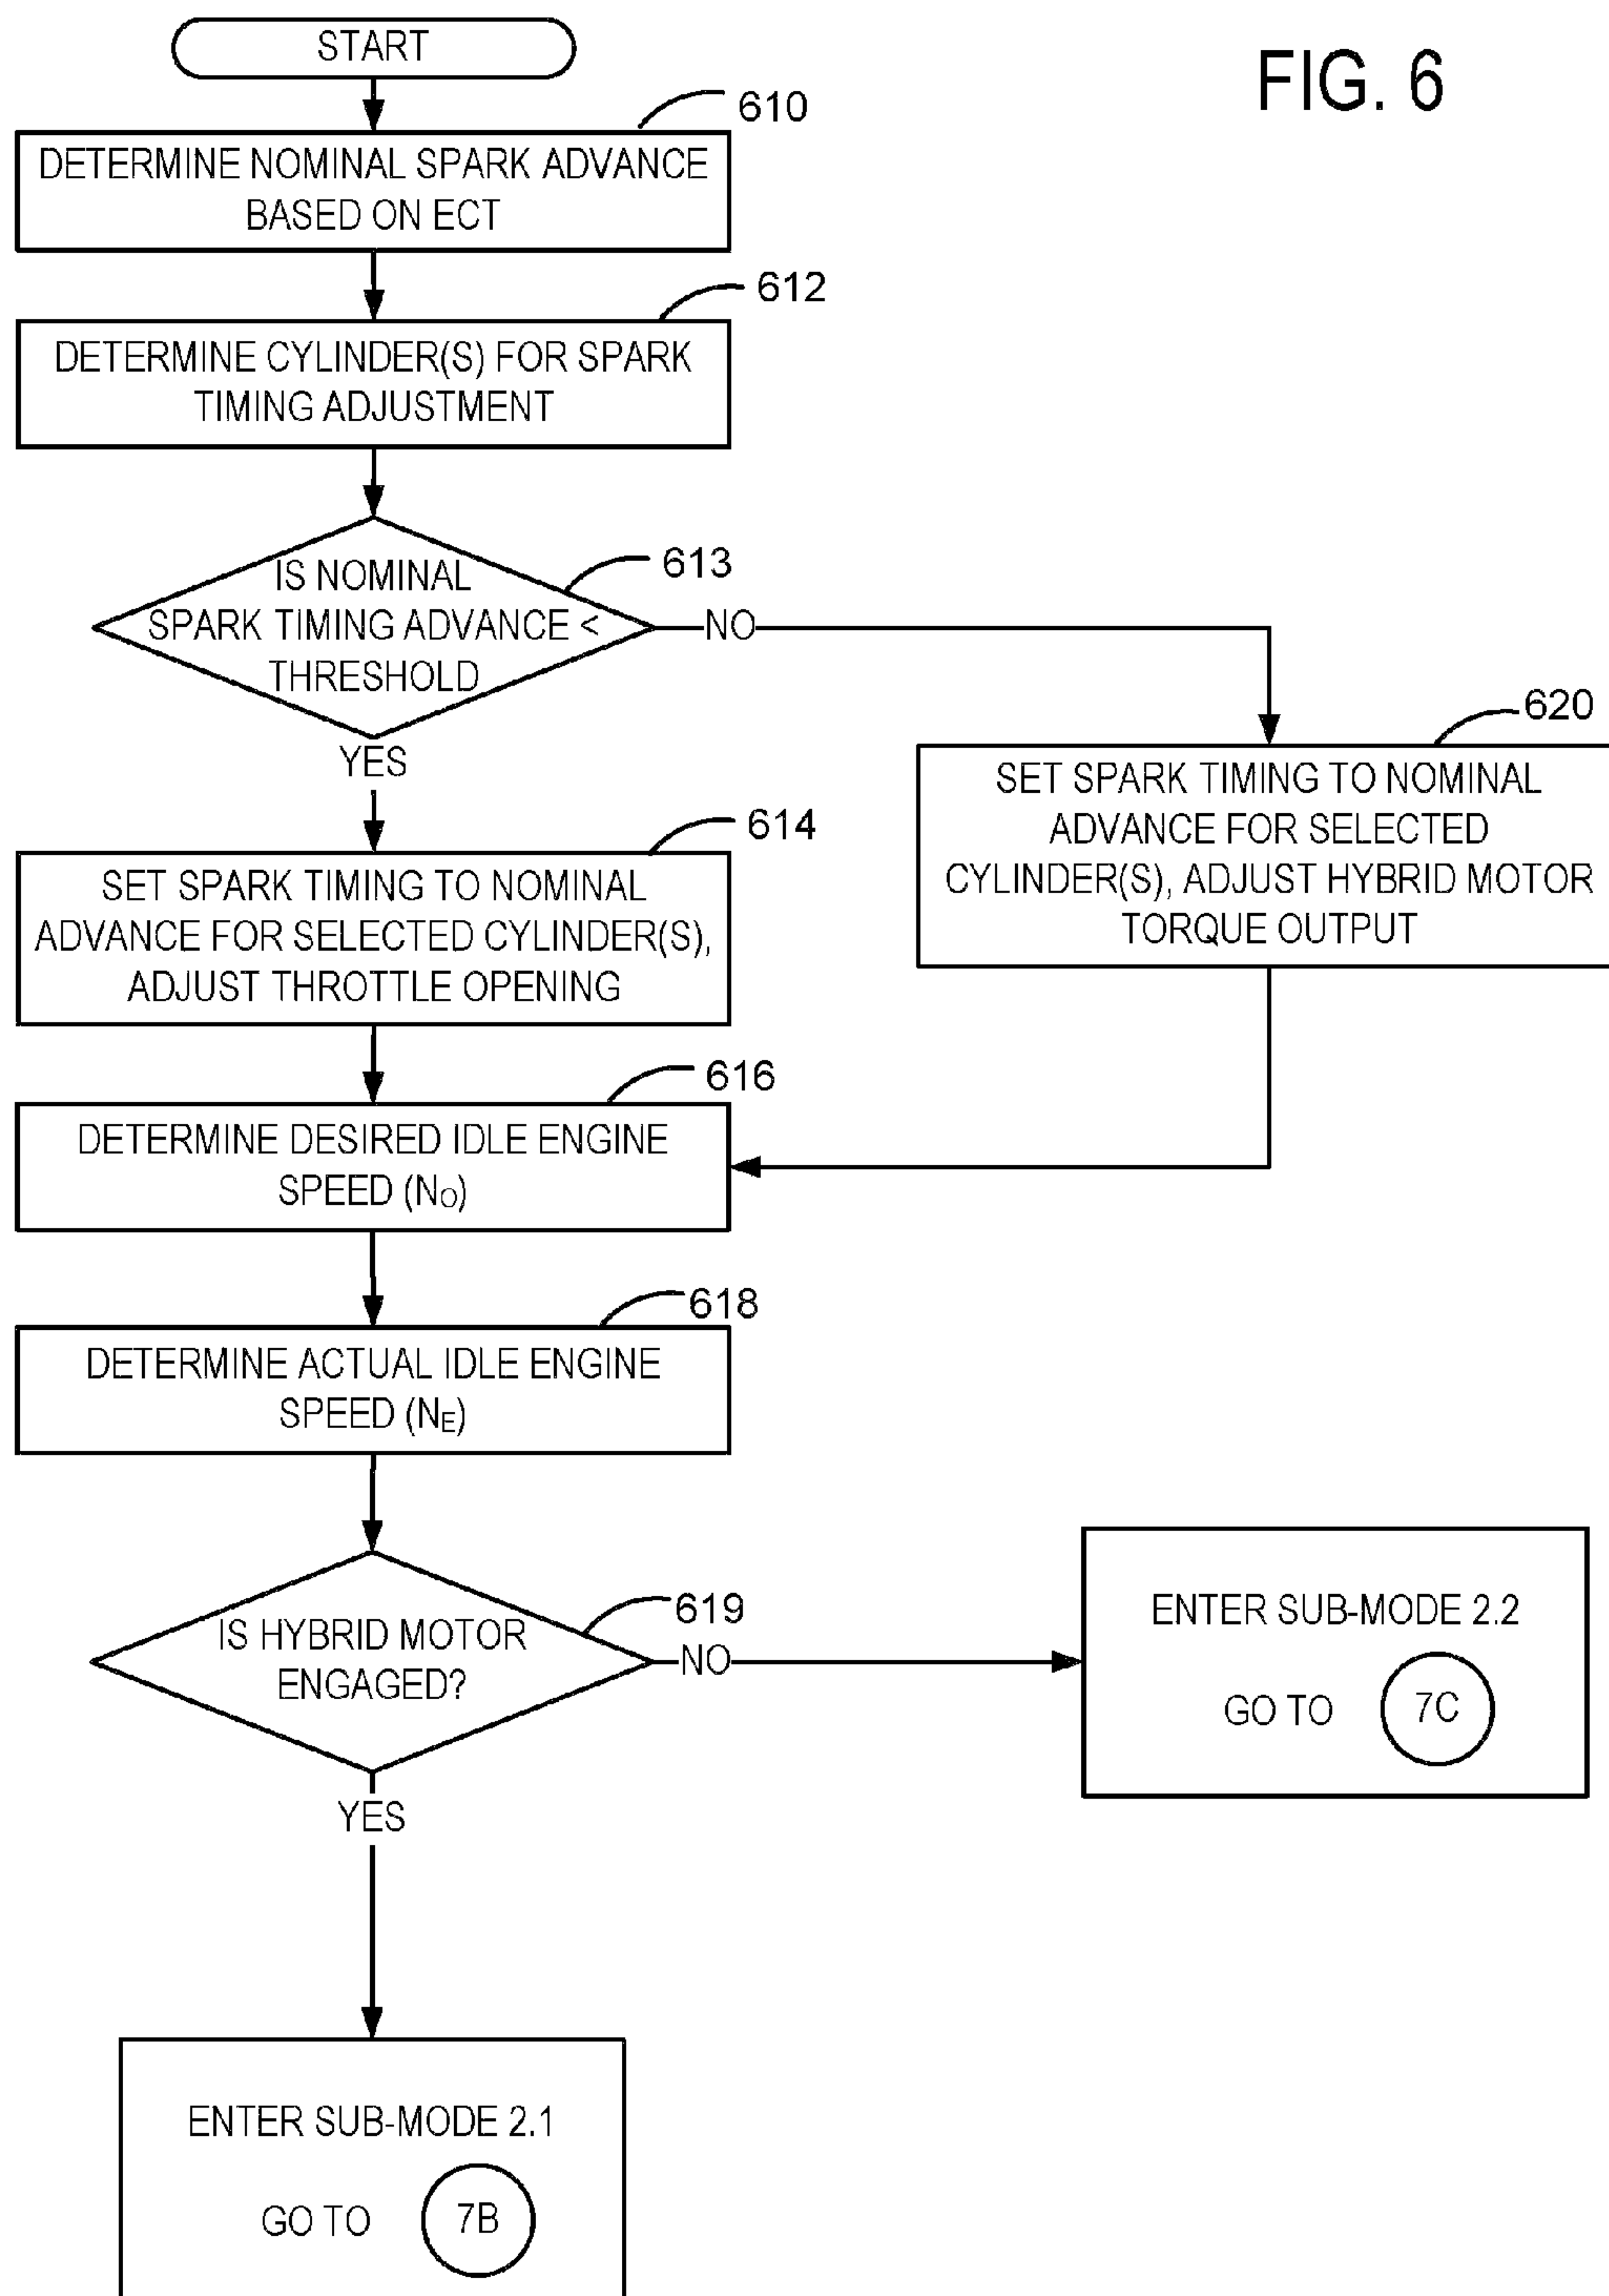 FIG. 6
START
610
DETERMINE NOMINAL SPARK ADVANCE
BASED ON ECT
612
DETERMINE CYLINDER(S) FOR SPARK
TIMING ADJUSTMENT
613
IS NOMINAL
SPARK TIMING ADVANCE <
THRESHOLD
NO
YES
620
SET SPARK TIMING TO NOMINAL
ADVANCE FOR SELECTED
CYLINDER(S), ADJUST HYBRID MOTOR
TORQUE OUTPUT
614
SET SPARK TIMING TO NOMINAL
ADVANCE FOR SELECTED CYLINDER(S),
ADJUST THROTTLE OPENING
616
DETERMINE DESIRED IDLE ENGINE
SPEED (NO)
618
DETERMINE ACTUAL IDLE ENGINE
SPEED (NE)
619
IS HYBRID MOTOR
ENGAGED?
NO
ENTER SUB-MODE 2.2
GO TO 7C
YES
ENTER SUB-MODE 2.1
GO TO 7B